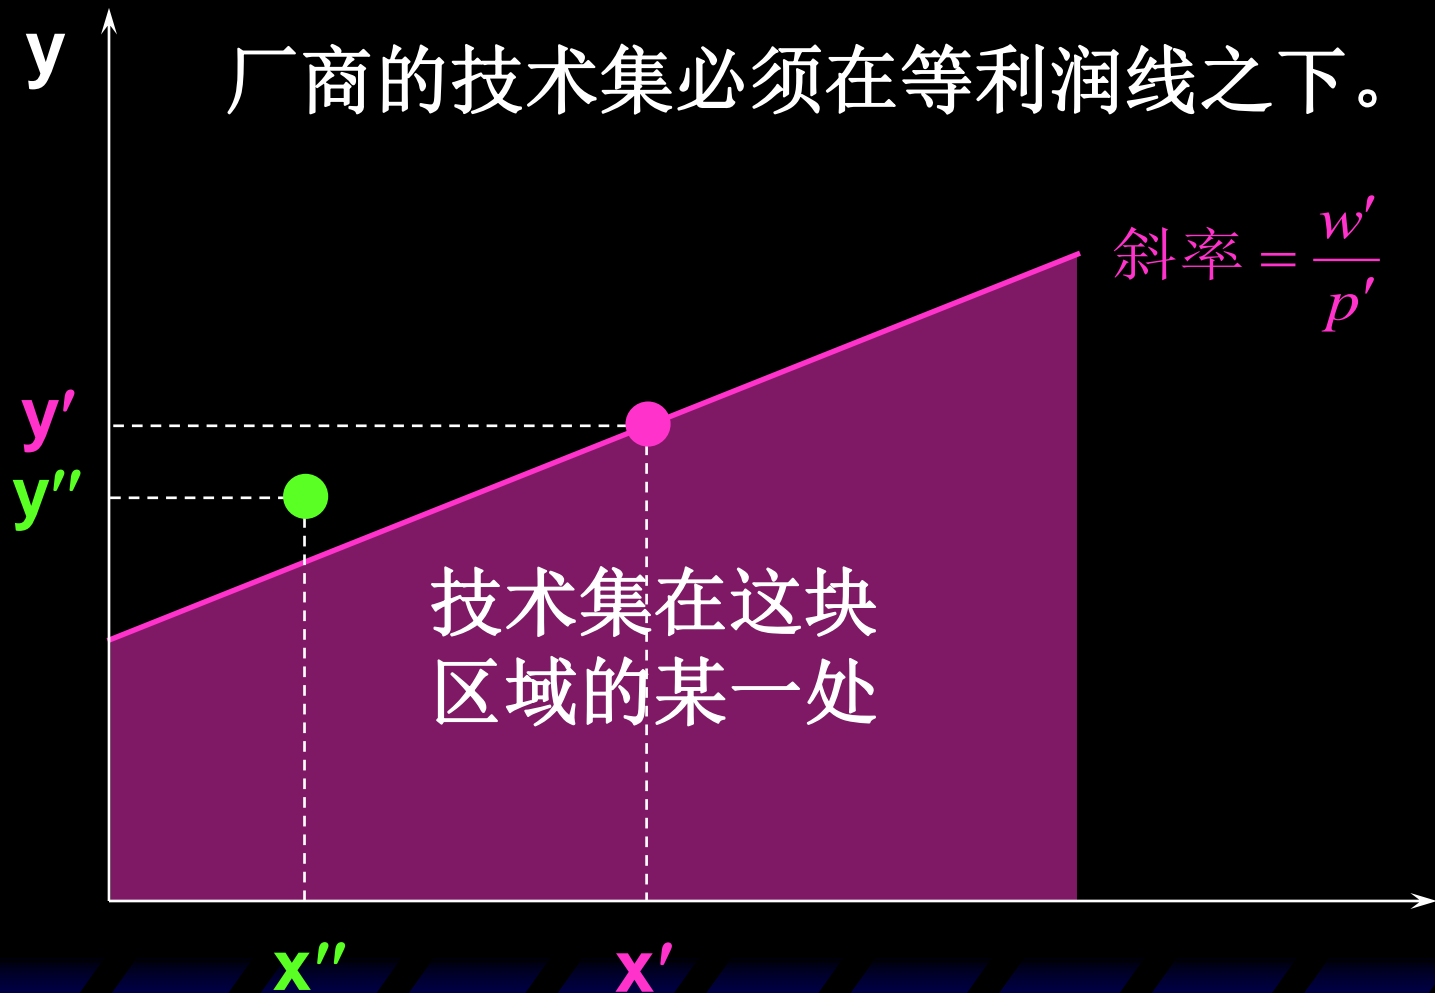 y
厂商的技术集必须在等利润线之下。
斜率 = w′/p′
y′
y″
技术集在这块
区域的某一处
x″
x′